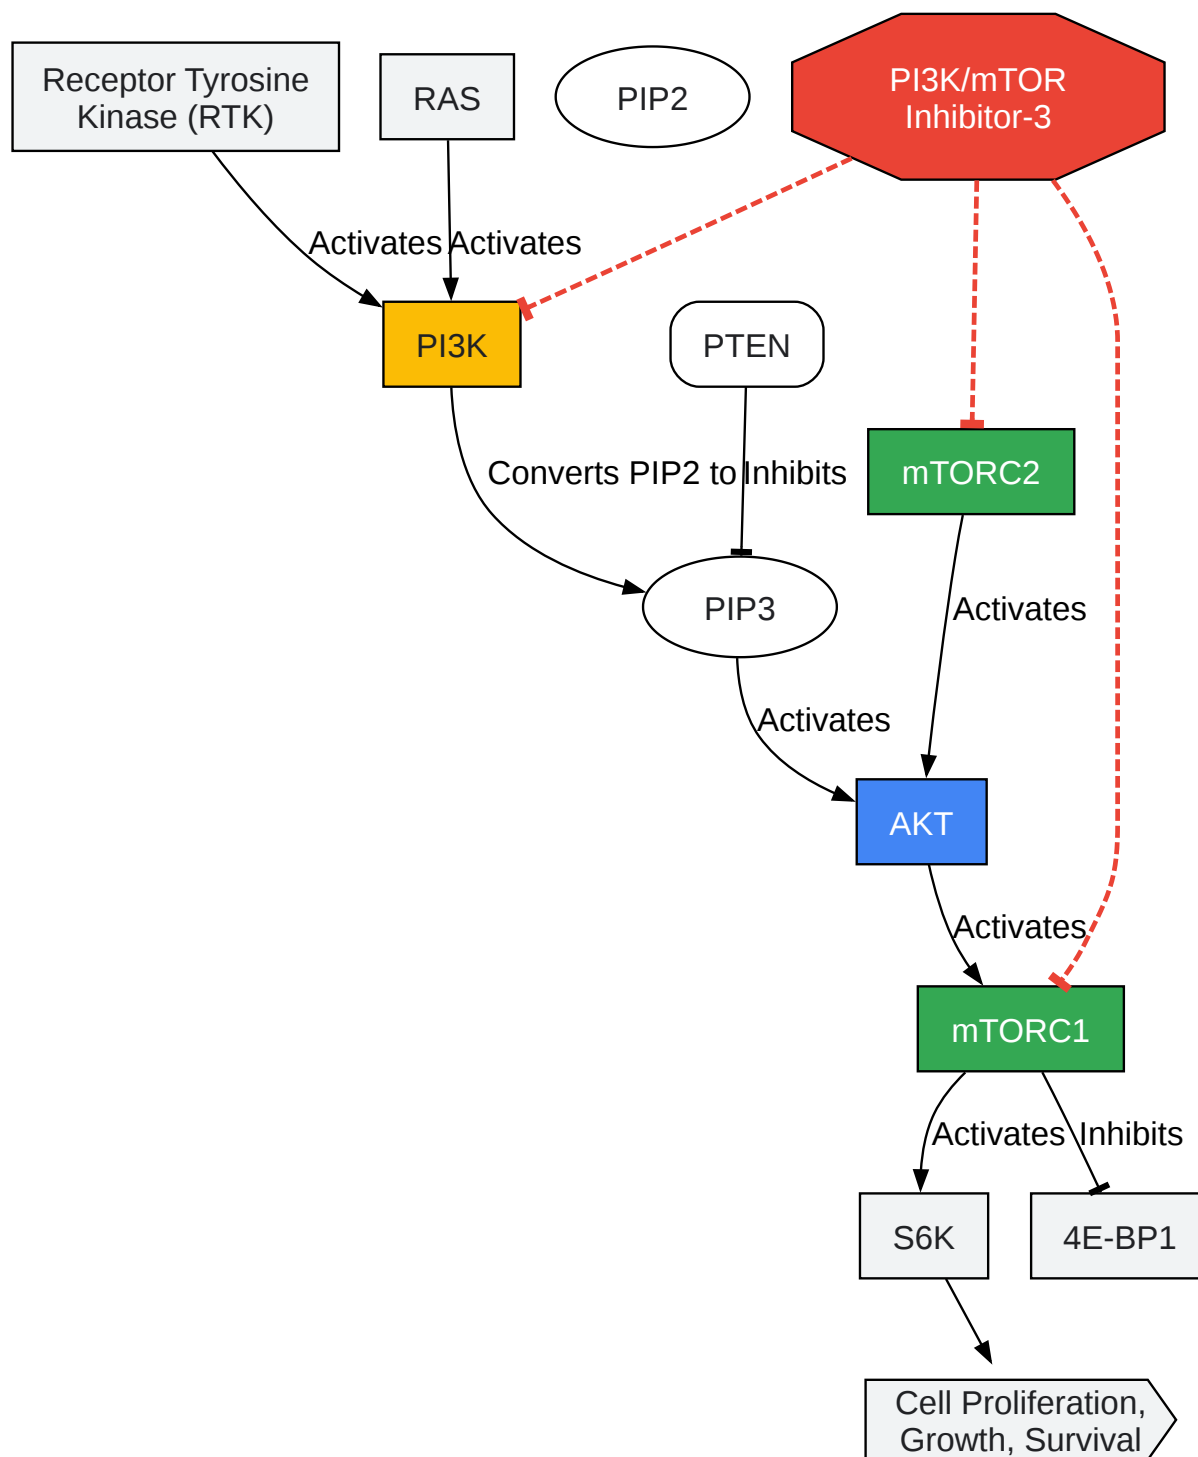 Receptor Tyrosine
Kinase (RTK)
RAS
PIP2
PI3K/mTOR
Inhibitor-3
Activates
Activates
PI3K
PTEN
Converts PIP2 to
Inhibits
mTORC2
PIP3
Activates
Activates
AKT
Activates
mTORC1
Activates
Inhibits
S6K
4E-BP1
Cell Proliferation,
Growth, Survival